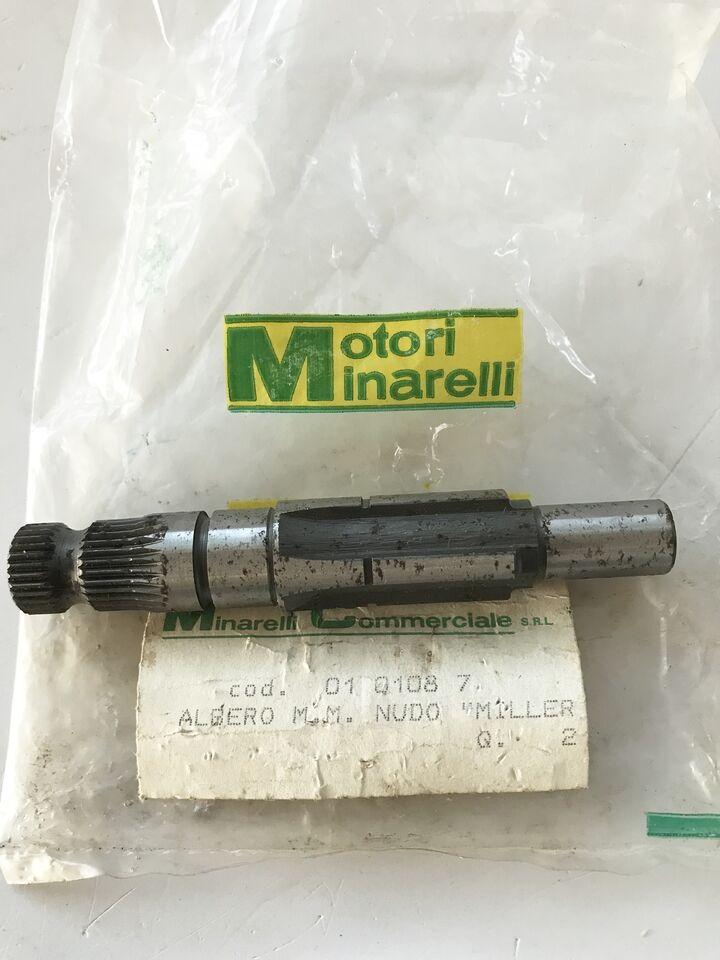 Motori
Minarelli
Minarelli Commerciale S.R.L
cod. 01 0108 7.
ALBERO M.M. NUDO "MILLER
Q. 2